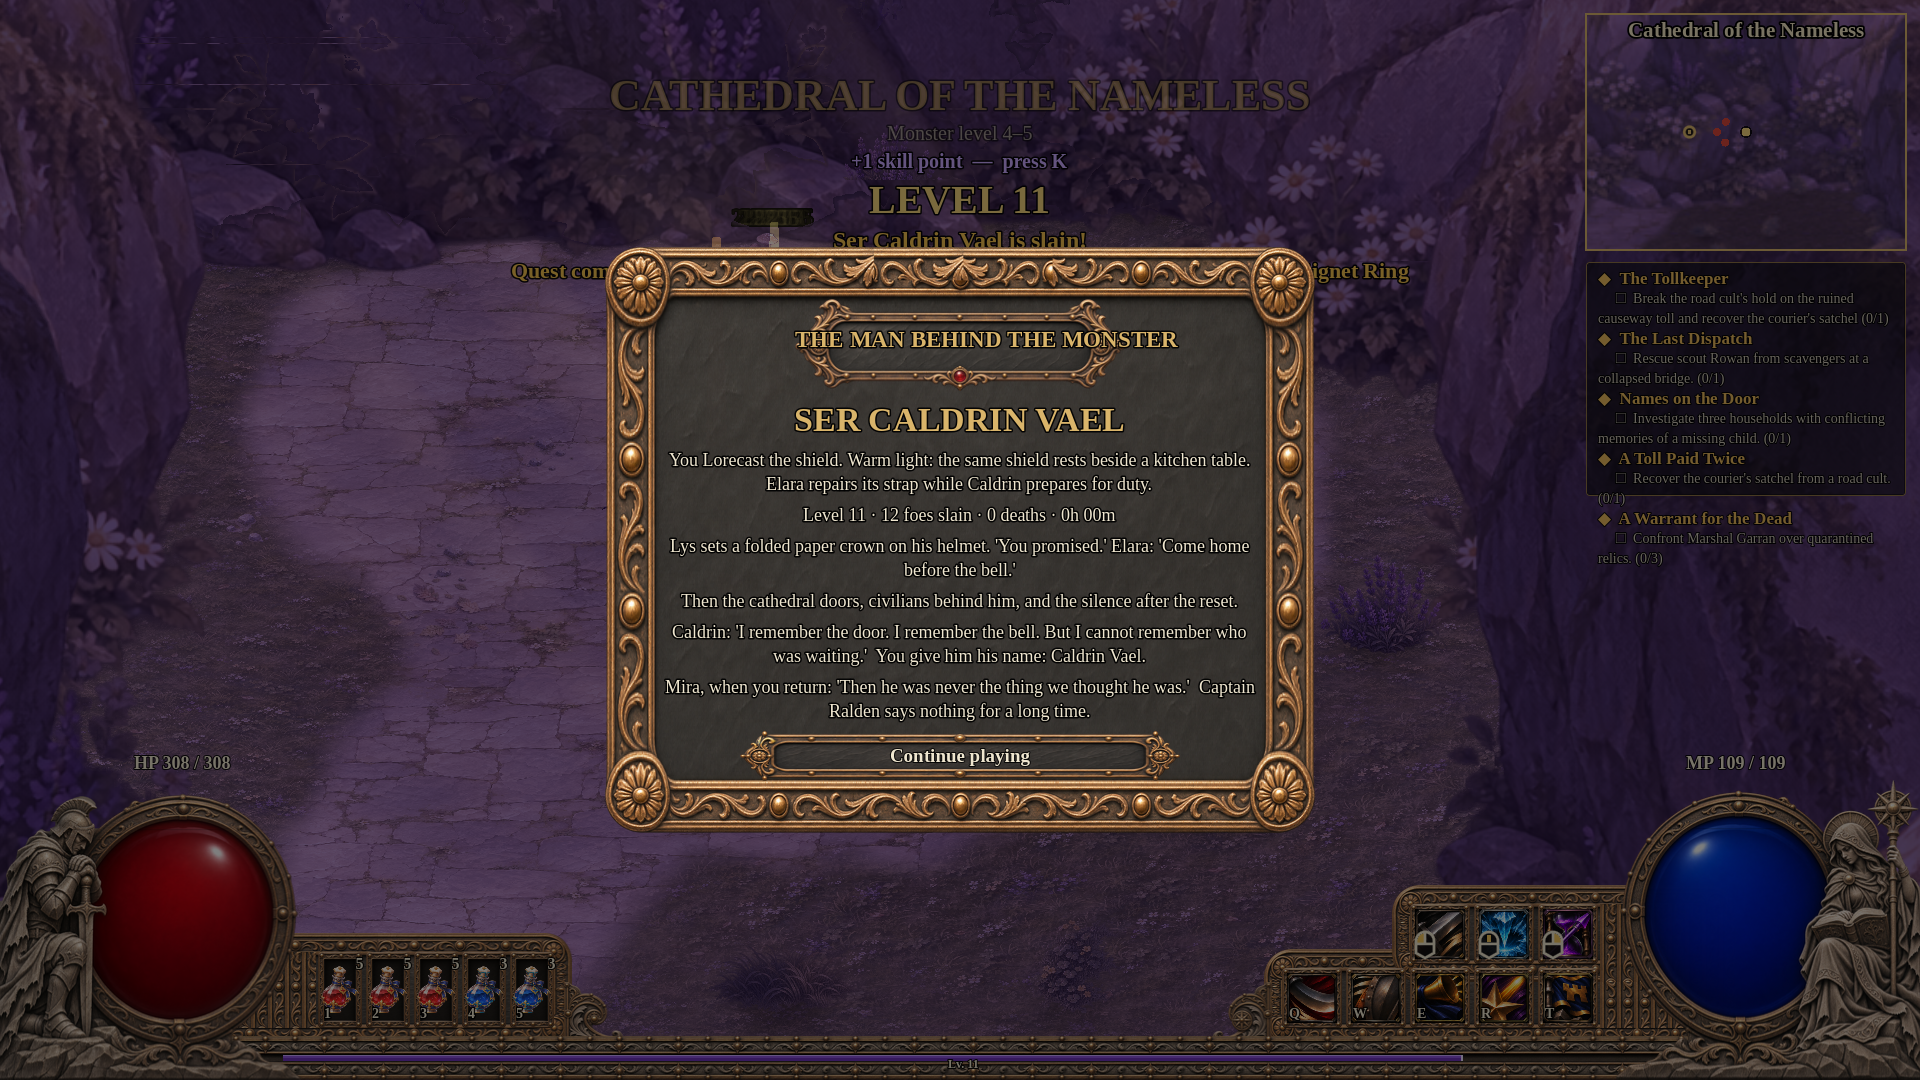 CATHEDRAL OF THE NAMELESS
Monster level 4–5
+1 skill point — press K
LEVEL 11
Ser Caldrin Vael is slain!
Quest com
ignet Ring
THE MAN BEHIND THE MONSTER
SER CALDRIN VAEL
You Lorecast the shield. Warm light: the same shield rests beside a kitchen table.
Elara repairs its strap while Caldrin prepares for duty.
Level 11 · 12 foes slain · 0 deaths · 0h 00m
Lys sets a folded paper crown on his helmet. 'You promised.' Elara: 'Come home
before the bell.'
Then the cathedral doors, civilians behind him, and the silence after the reset.
Caldrin: 'I remember the door. I remember the bell. But I cannot remember who
was waiting.'  You give him his name: Caldrin Vael.
Mira, when you return: 'Then he was never the thing we thought he was.'  Captain
Ralden says nothing for a long time.
Continue playing
Cathedral of the Nameless
◆ The Tollkeeper
☐ Break the road cult's hold on the ruined
causeway toll and recover the courier's satchel (0/1)
◆ The Last Dispatch
☐ Rescue scout Rowan from scavengers at a
collapsed bridge. (0/1)
◆ Names on the Door
☐ Investigate three households with conflicting
memories of a missing child. (0/1)
◆ A Toll Paid Twice
☐ Recover the courier's satchel from a road cult.
(0/1)
◆ A Warrant for the Dead
☐ Confront Marshal Garran over quarantined
relics. (0/3)
HP 308 / 308
MP 109 / 109
5 5 5 3 3
1 2 3 4 5
Q W E R T
Lv. 11